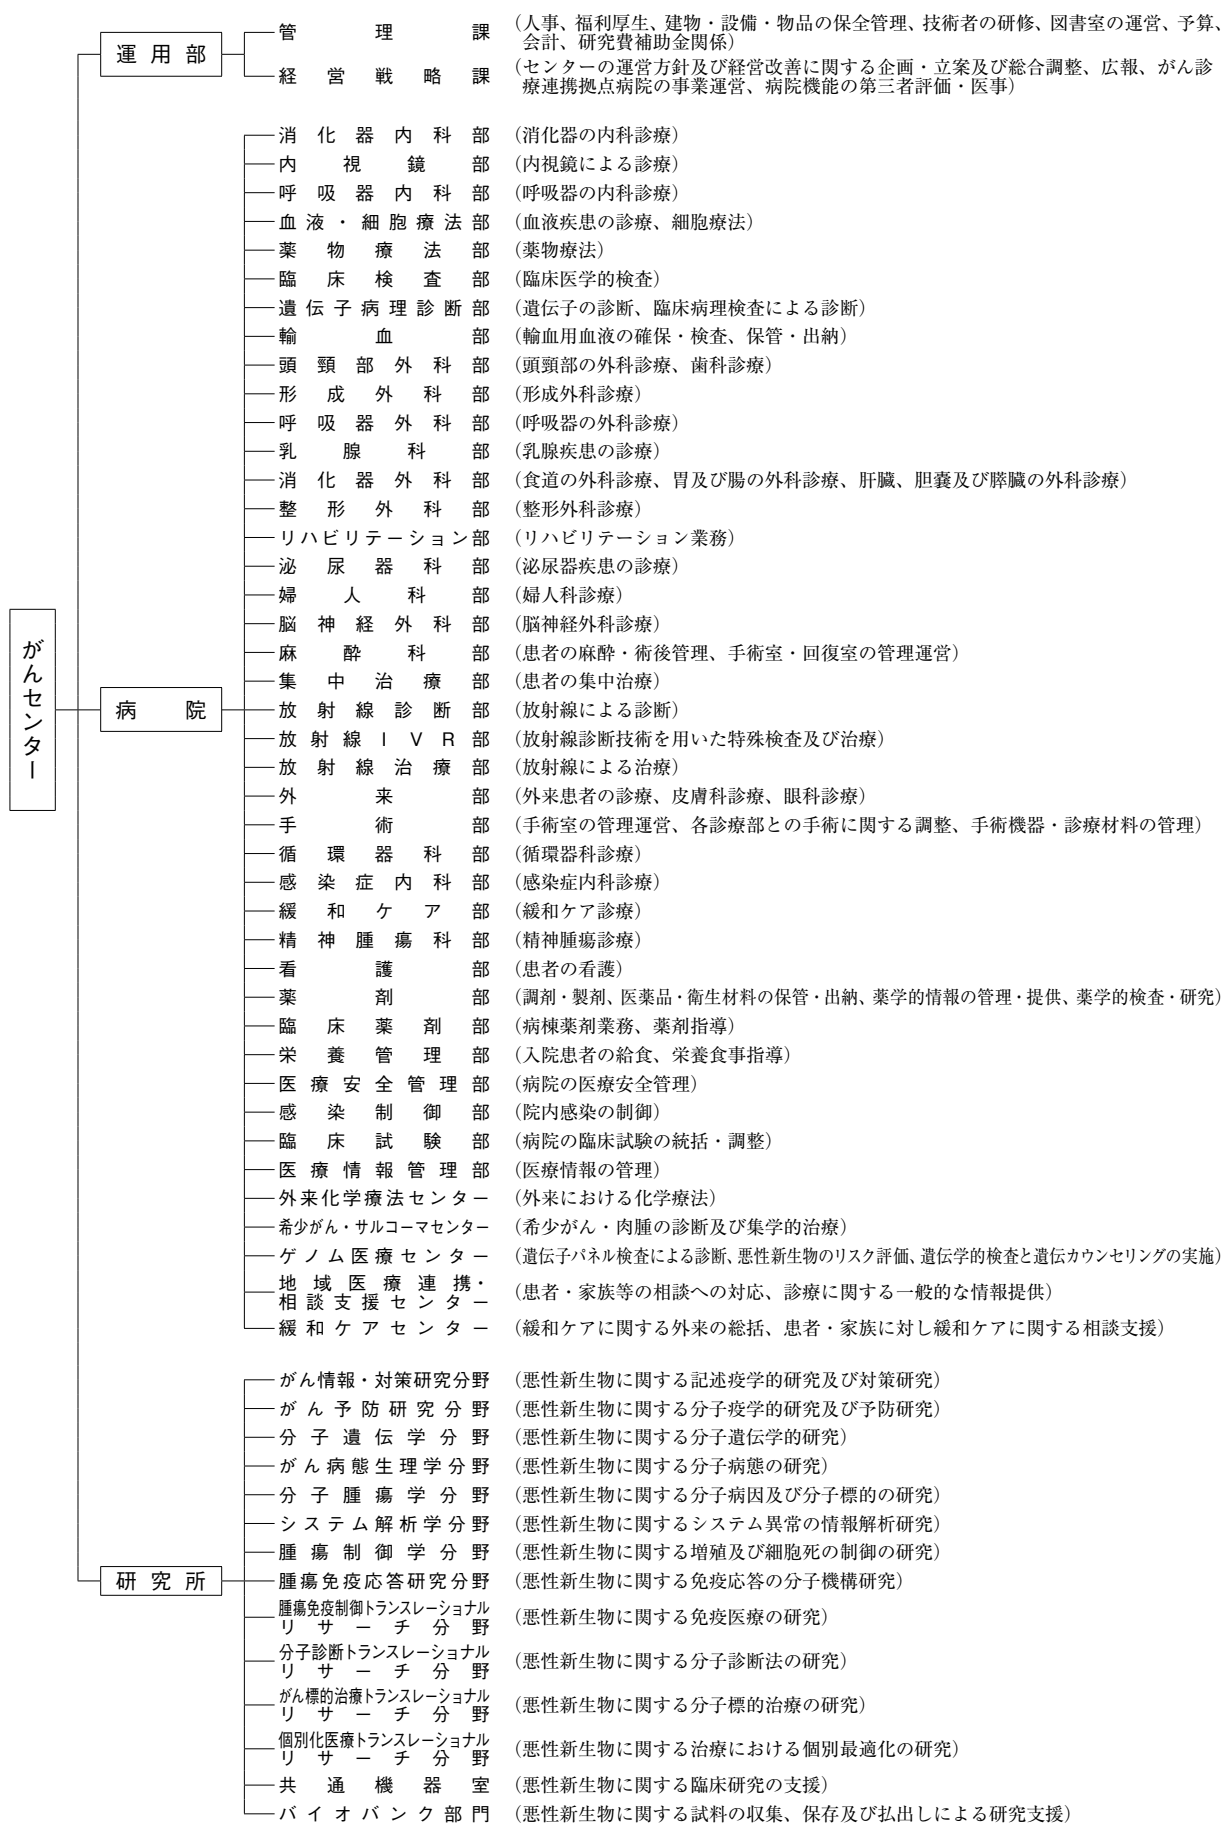 がんセンター
運用部
管理課 (人事、福利厚生、建物・設備・物品の保全管理、技術者の研修、図書室の運営、予算、
会計、研究費補助金関係)
経営戦略課 (センターの運営方針及び経営改善に関する企画・立案及び総合調整、広報、がん診
療連携拠点病院の事業運営、病院機能の第三者評価・医事)
病院
消化器内科部 (消化器の内科診療)
内視鏡部 (内視鏡による診療)
呼吸器内科部 (呼吸器の内科診療)
血液・細胞療法部 (血液疾患の診療、細胞療法)
薬物療法部 (薬物療法)
臨床検査部 (臨床医学的検査)
遺伝子病理診断部 (遺伝子の診断、臨床病理検査による診断)
輸血部 (輸血用血液の確保・検査、保管・出納)
頭頸部外科部 (頭頸部の外科診療、歯科診療)
形成外科部 (形成外科診療)
呼吸器外科部 (呼吸器の外科診療)
乳腺科部 (乳腺疾患の診療)
消化器外科部 (食道の外科診療、胃及び腸の外科診療、肝臓、胆嚢及び膵臓の外科診療)
整形外科部 (整形外科診療)
リハビリテーション部 (リハビリテーション業務)
泌尿器科部 (泌尿器疾患の診療)
婦人科部 (婦人科診療)
脳神経外科部 (脳神経外科診療)
麻酔科部 (患者の麻酔・術後管理、手術室・回復室の管理運営)
集中治療部 (患者の集中治療)
放射線診断部 (放射線による診断)
放射線IVR部 (放射線診断技術を用いた特殊検査及び治療)
放射線治療部 (放射線による治療)
外来部 (外来患者の診療、皮膚科診療、眼科診療)
手術部 (手術室の管理運営、各診療部との手術に関する調整、手術機器・診療材料の管理)
循環器科部 (循環器科診療)
感染症内科部 (感染症内科診療)
緩和ケア部 (緩和ケア診療)
精神腫瘍科部 (精神腫瘍診療)
看護部 (患者の看護)
薬剤部 (調剤・製剤、医薬品・衛生材料の保管・出納、薬学的情報の管理・提供、薬学的検査・研究)
臨床薬剤部 (病棟薬剤業務、薬剤指導)
栄養管理部 (入院患者の給食、栄養食事指導)
医療安全管理部 (病院の医療安全管理)
感染制御部 (院内感染の制御)
臨床試験部 (病院の臨床試験の統括・調整)
医療情報管理部 (医療情報の管理)
外来化学療法センター (外来における化学療法)
希少がん・サルコーマセンター (希少がん・肉腫の診断及び集学的治療)
ゲノム医療センター (遺伝子パネル検査による診断、悪性新生物のリスク評価、遺伝学的検査と遺伝カウンセリングの実施)
地域医療連携・
相談支援センター (患者・家族等の相談への対応、診療に関する一般的な情報提供)
緩和ケアセンター (緩和ケアに関する外来の総括、患者・家族に対し緩和ケアに関する相談支援)
研究所
がん情報・対策研究分野 (悪性新生物に関する記述疫学的研究及び対策研究)
がん予防研究分野 (悪性新生物に関する分子疫学的研究及び予防研究)
分子遺伝学分野 (悪性新生物に関する分子遺伝学的研究)
がん病態生理学分野 (悪性新生物に関する分子病態の研究)
分子腫瘍学分野 (悪性新生物に関する分子病因及び分子標的の研究)
システム解析学分野 (悪性新生物に関するシステム異常の情報解析研究)
腫瘍制御学分野 (悪性新生物に関する増殖及び細胞死の制御の研究)
腫瘍免疫応答研究分野 (悪性新生物に関する免疫応答の分子機構研究)
腫瘍免疫制御トランスレーショナル
リサーチ分野 (悪性新生物に関する免疫医療の研究)
分子診断トランスレーショナル
リサーチ分野 (悪性新生物に関する分子診断法の研究)
がん標的治療トランスレーショナル
リサーチ分野 (悪性新生物に関する分子標的治療の研究)
個別化医療トランスレーショナル
リサーチ分野 (悪性新生物に関する治療における個別最適化の研究)
共通機器室 (悪性新生物に関する臨床研究の支援)
バイオバンク部門 (悪性新生物に関する試料の収集、保存及び払出しによる研究支援)